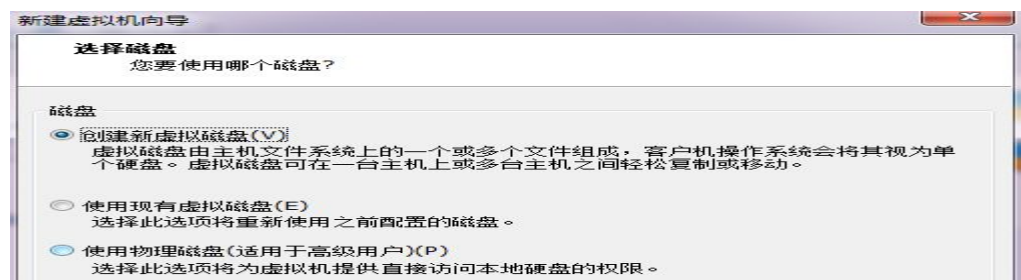 新建虚拟机向导
选择磁盘
您要使用哪个磁盘?
磁盘
创建新虚拟磁盘(V)
虚拟磁盘由主机文件系统上的一个或多个文件组成，客户机操作系统会将其视为单
个硬盘。虚拟磁盘可在一台主机上或多台主机之间轻松复制或移动。
使用现有虚拟磁盘(E)
选择此选项将重新使用之前配置的磁盘。
使用物理磁盘(适用于高级用户)(P)
选择此选项将为虚拟机提供直接访问本地硬盘的权限。